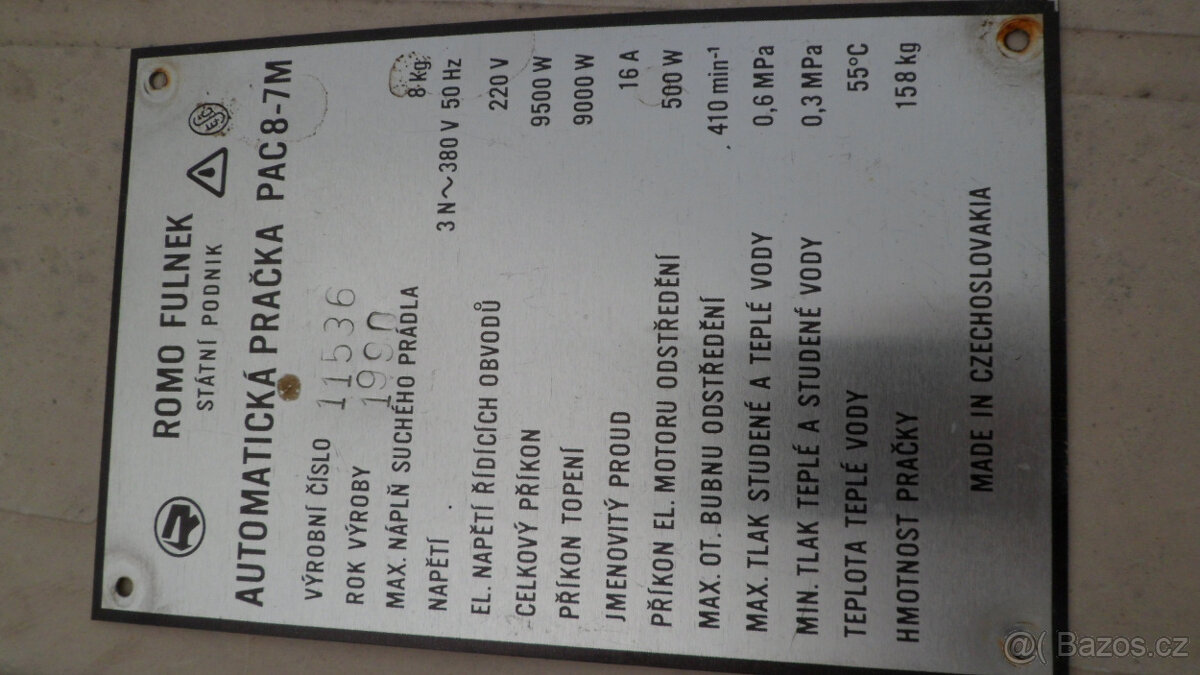 ROMO FULNEK
STÁTNÍ PODNIK
AUTOMATICKÁ PRAČKA PAC 8-7M
VÝROBNÍ ČÍSLO 11536
ROK VÝROBY 1990
MAX. NÁPLŇ SUCHÉHO PRÁDLA 8 kg
NAPĚTÍ 3 N ~ 380 V 50 Hz
EL. NAPĚTÍ ŘÍDÍCÍCH OBVODŮ 220 V
CELKOVÝ PŘÍKON 9500 W
PŘÍKON TOPENÍ 9000 W
JMENOVITÝ PROUD 16 A
PŘÍKON EL. MOTORU ODSTŘEDĚNÍ 500 W
MAX. OT. BUBNU ODSTŘEDĚNÍ 410 min⁻¹
MAX. TLAK STUDENÉ A TEPLÉ VODY 0,6 MPa
MIN. TLAK TEPLÉ A STUDENÉ VODY 0,3 MPa
TEPLOTA TEPLÉ VODY 55°C
HMOTNOST PRAČKY 158 kg
MADE IN CZECHOSLOVAKIA
Bazos.cz